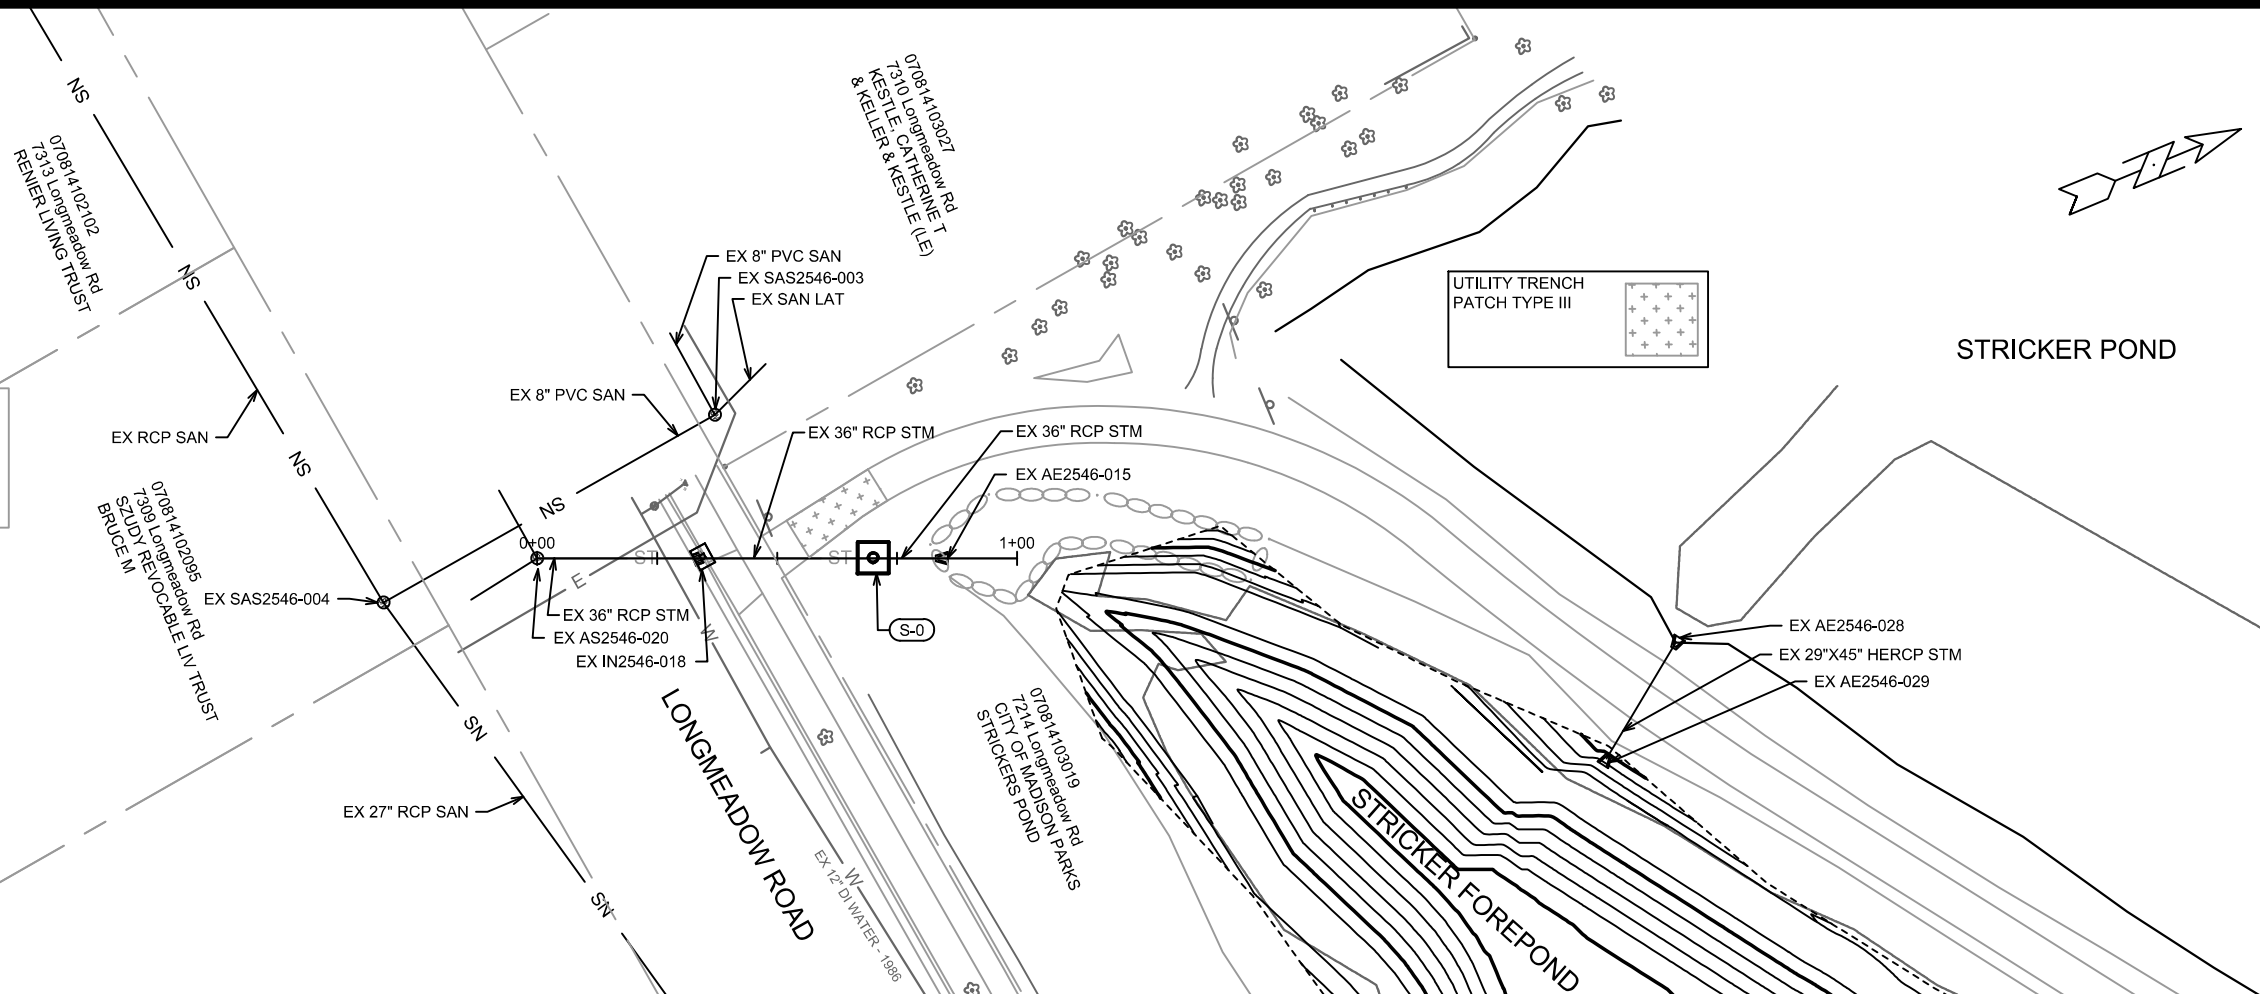 070814103027
7310 Longmeadow Rd
KESTLE, CATHERINE T
& KELLER & KESTLE (LE)
NS
070814102102
7313 Longmeadow Rd
RENIER LIVING TRUST
NS
EX 8" PVC SAN
EX SAS2546-003
EX SAN LAT
UTILITY TRENCH
PATCH TYPE III
STRICKER POND
EX 8" PVC SAN
EX RCP SAN
NS
EX 36" RCP STM
EX 36" RCP STM
EX AE2546-015
070814102095
7309 Longmeadow Rd
SZUDY REVOCABLE LIV TRUST
BRUCE M
NS
0+00
1+00
ST
ST
E
EX SAS2546-004
EX 36" RCP STM
EX AS2546-020
EX IN2546-018
S-0
W
EX AE2546-028
EX 29"X45" HERCP STM
EX AE2546-029
070814103019
7214 Longmeadow Rd
CITY OF MADISON PARKS
STRICKERS POND
SN
EX 27" RCP SAN
LONGMEADOW ROAD
W
EX 12" DI WATER - 1986
SN
STRICKER FOREPOND